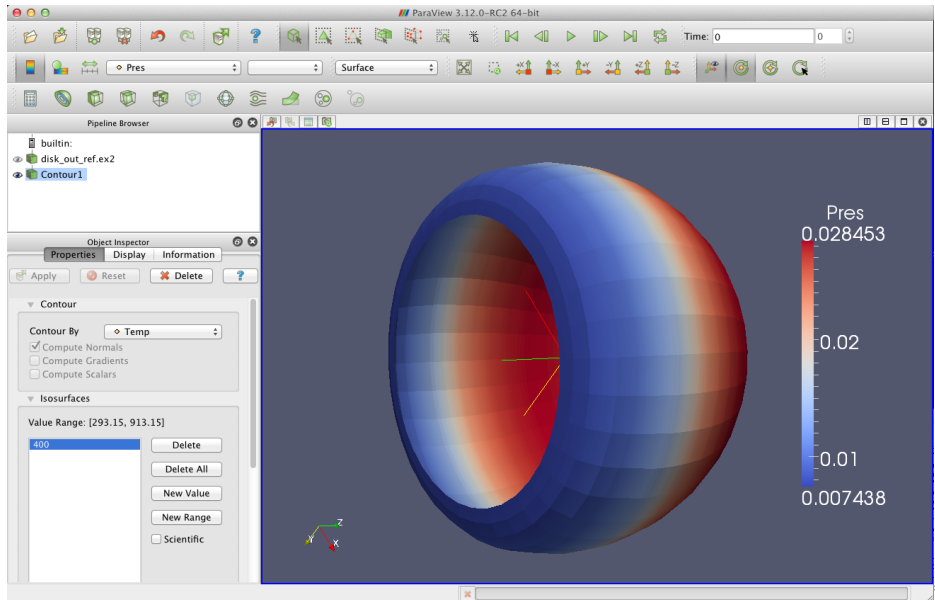 ParaView 3.12.0-RC2 64-bit
Time: 0 0
Pres Surface +X -X +Y -Y +Z -Z
Pipeline Browser
builtin:
disk_out_ref.ex2
Contour1
Object Inspector
Properties Display Information
Apply Reset Delete ?
Contour
Contour By Temp
Compute Normals
Compute Gradients
Compute Scalars
Isosurfaces
Value Range: [293.15, 913.15]
400
Delete
Delete All
New Value
New Range
Scientific
Pres
0.028453
0.02
0.01
0.007438
Z
Y
X